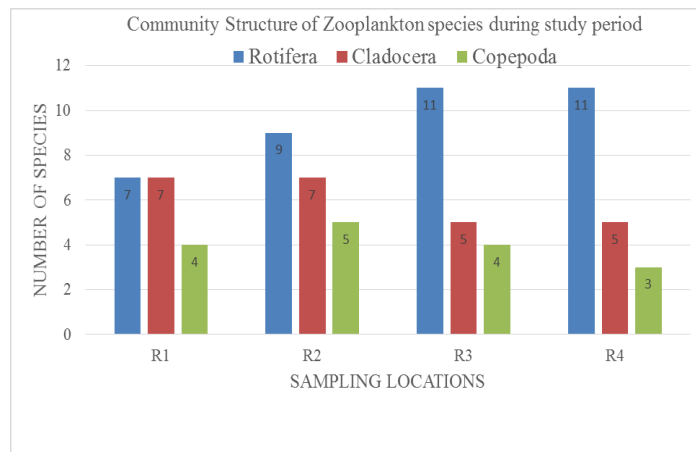 Community Structure of Zooplankton species during study period
Rotifera Cladocera Copepoda
NUMBER OF SPECIES
12
10
8
6
4
2
0
7 7 4
9 7 5
11 5 4
11 5 3
R1 R2 R3 R4
SAMPLING LOCATIONS